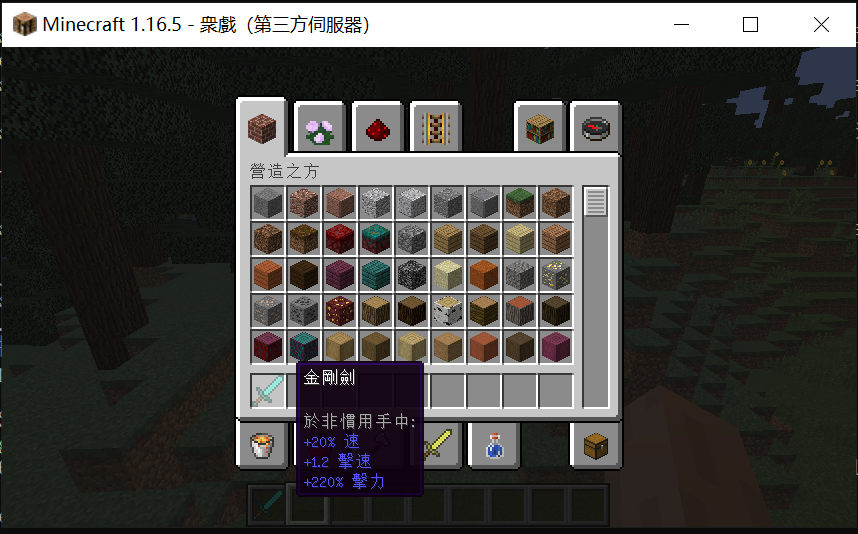 Minecraft 1.16.5 - 衆戲（第三方伺服器）
營造之方
金剛劍
於非慣用手中:
+20% 速
+1.2 擊速
+220% 擊力